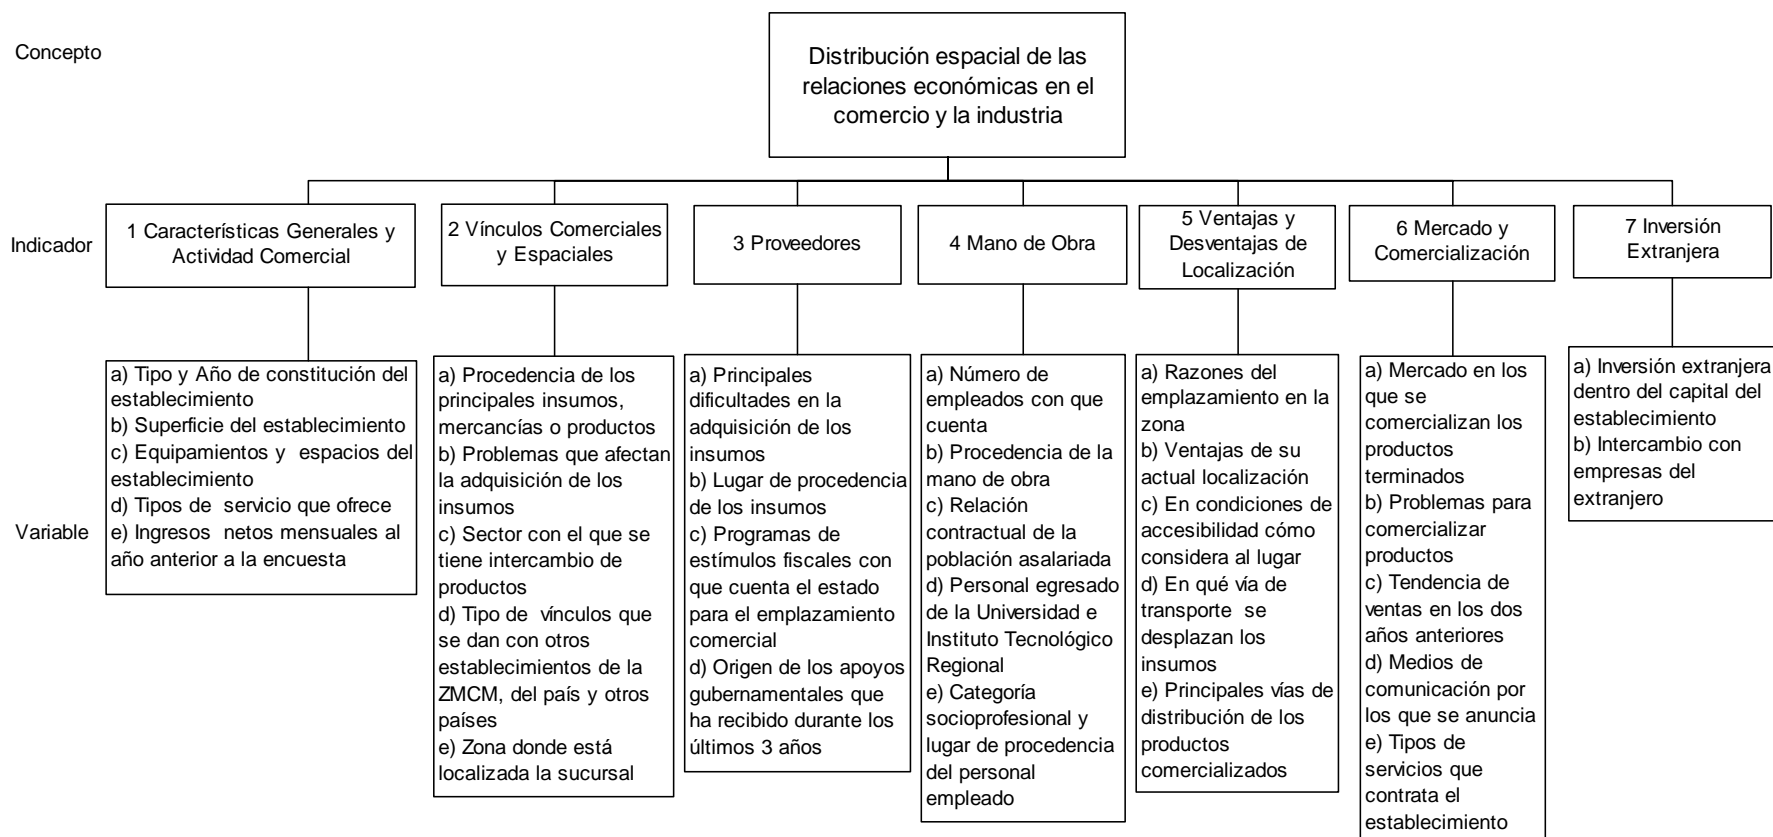 Concepto
Distribución espacial de las
relaciones económicas en el
comercio y la industria
Indicador
1 Características Generales y
Actividad Comercial
2 Vínculos Comerciales
y Espaciales
3 Proveedores
4 Mano de Obra
5 Ventajas y
Desventajas de
Localización
6 Mercado y
Comercialización
7 Inversión
Extranjera
Variable
a) Tipo y Año de constitución del
establecimiento
b) Superficie del establecimiento
c) Equipamientos y espacios del
establecimiento
d) Tipos de servicio que ofrece
e) Ingresos netos mensuales al
año anterior a la encuesta
a) Procedencia de los
principales insumos,
mercancías o productos
b) Problemas que afectan
la adquisición de los
insumos
c) Sector con el que se
tiene intercambio de
productos
d) Tipo de vínculos que
se dan con otros
establecimientos de la
ZMCM, del país y otros
países
e) Zona donde está
localizada la sucursal
a) Principales
dificultades en la
adquisición de los
insumos
b) Lugar de procedencia
de los insumos
c) Programas de
estímulos fiscales con
que cuenta el estado
para el emplazamiento
comercial
d) Origen de los apoyos
gubernamentales que
ha recibido durante los
últimos 3 años
a) Número de
empleados con que
cuenta
b) Procedencia de la
mano de obra
c) Relación
contractual de la
población asalariada
d) Personal egresado
de la Universidad e
Instituto Tecnológico
Regional
e) Categoría
socioprofesional y
lugar de procedencia
del personal
empleado
a) Razones del
emplazamiento en la
zona
b) Ventajas de su
actual localización
c) En condiciones de
accesibilidad cómo
considera al lugar
d) En qué vía de
transporte se
desplazan los
insumos
e) Principales vías de
distribución de los
productos
comercializados
a) Mercado en los
que se
comercializan los
productos
terminados
b) Problemas para
comercializar
productos
c) Tendencia de
ventas en los dos
años anteriores
d) Medios de
comunicación por
los que se anuncia
e) Tipos de
servicios que
contrata el
establecimiento
a) Inversión extranjera
dentro del capital del
establecimiento
b) Intercambio con
empresas del
extranjero